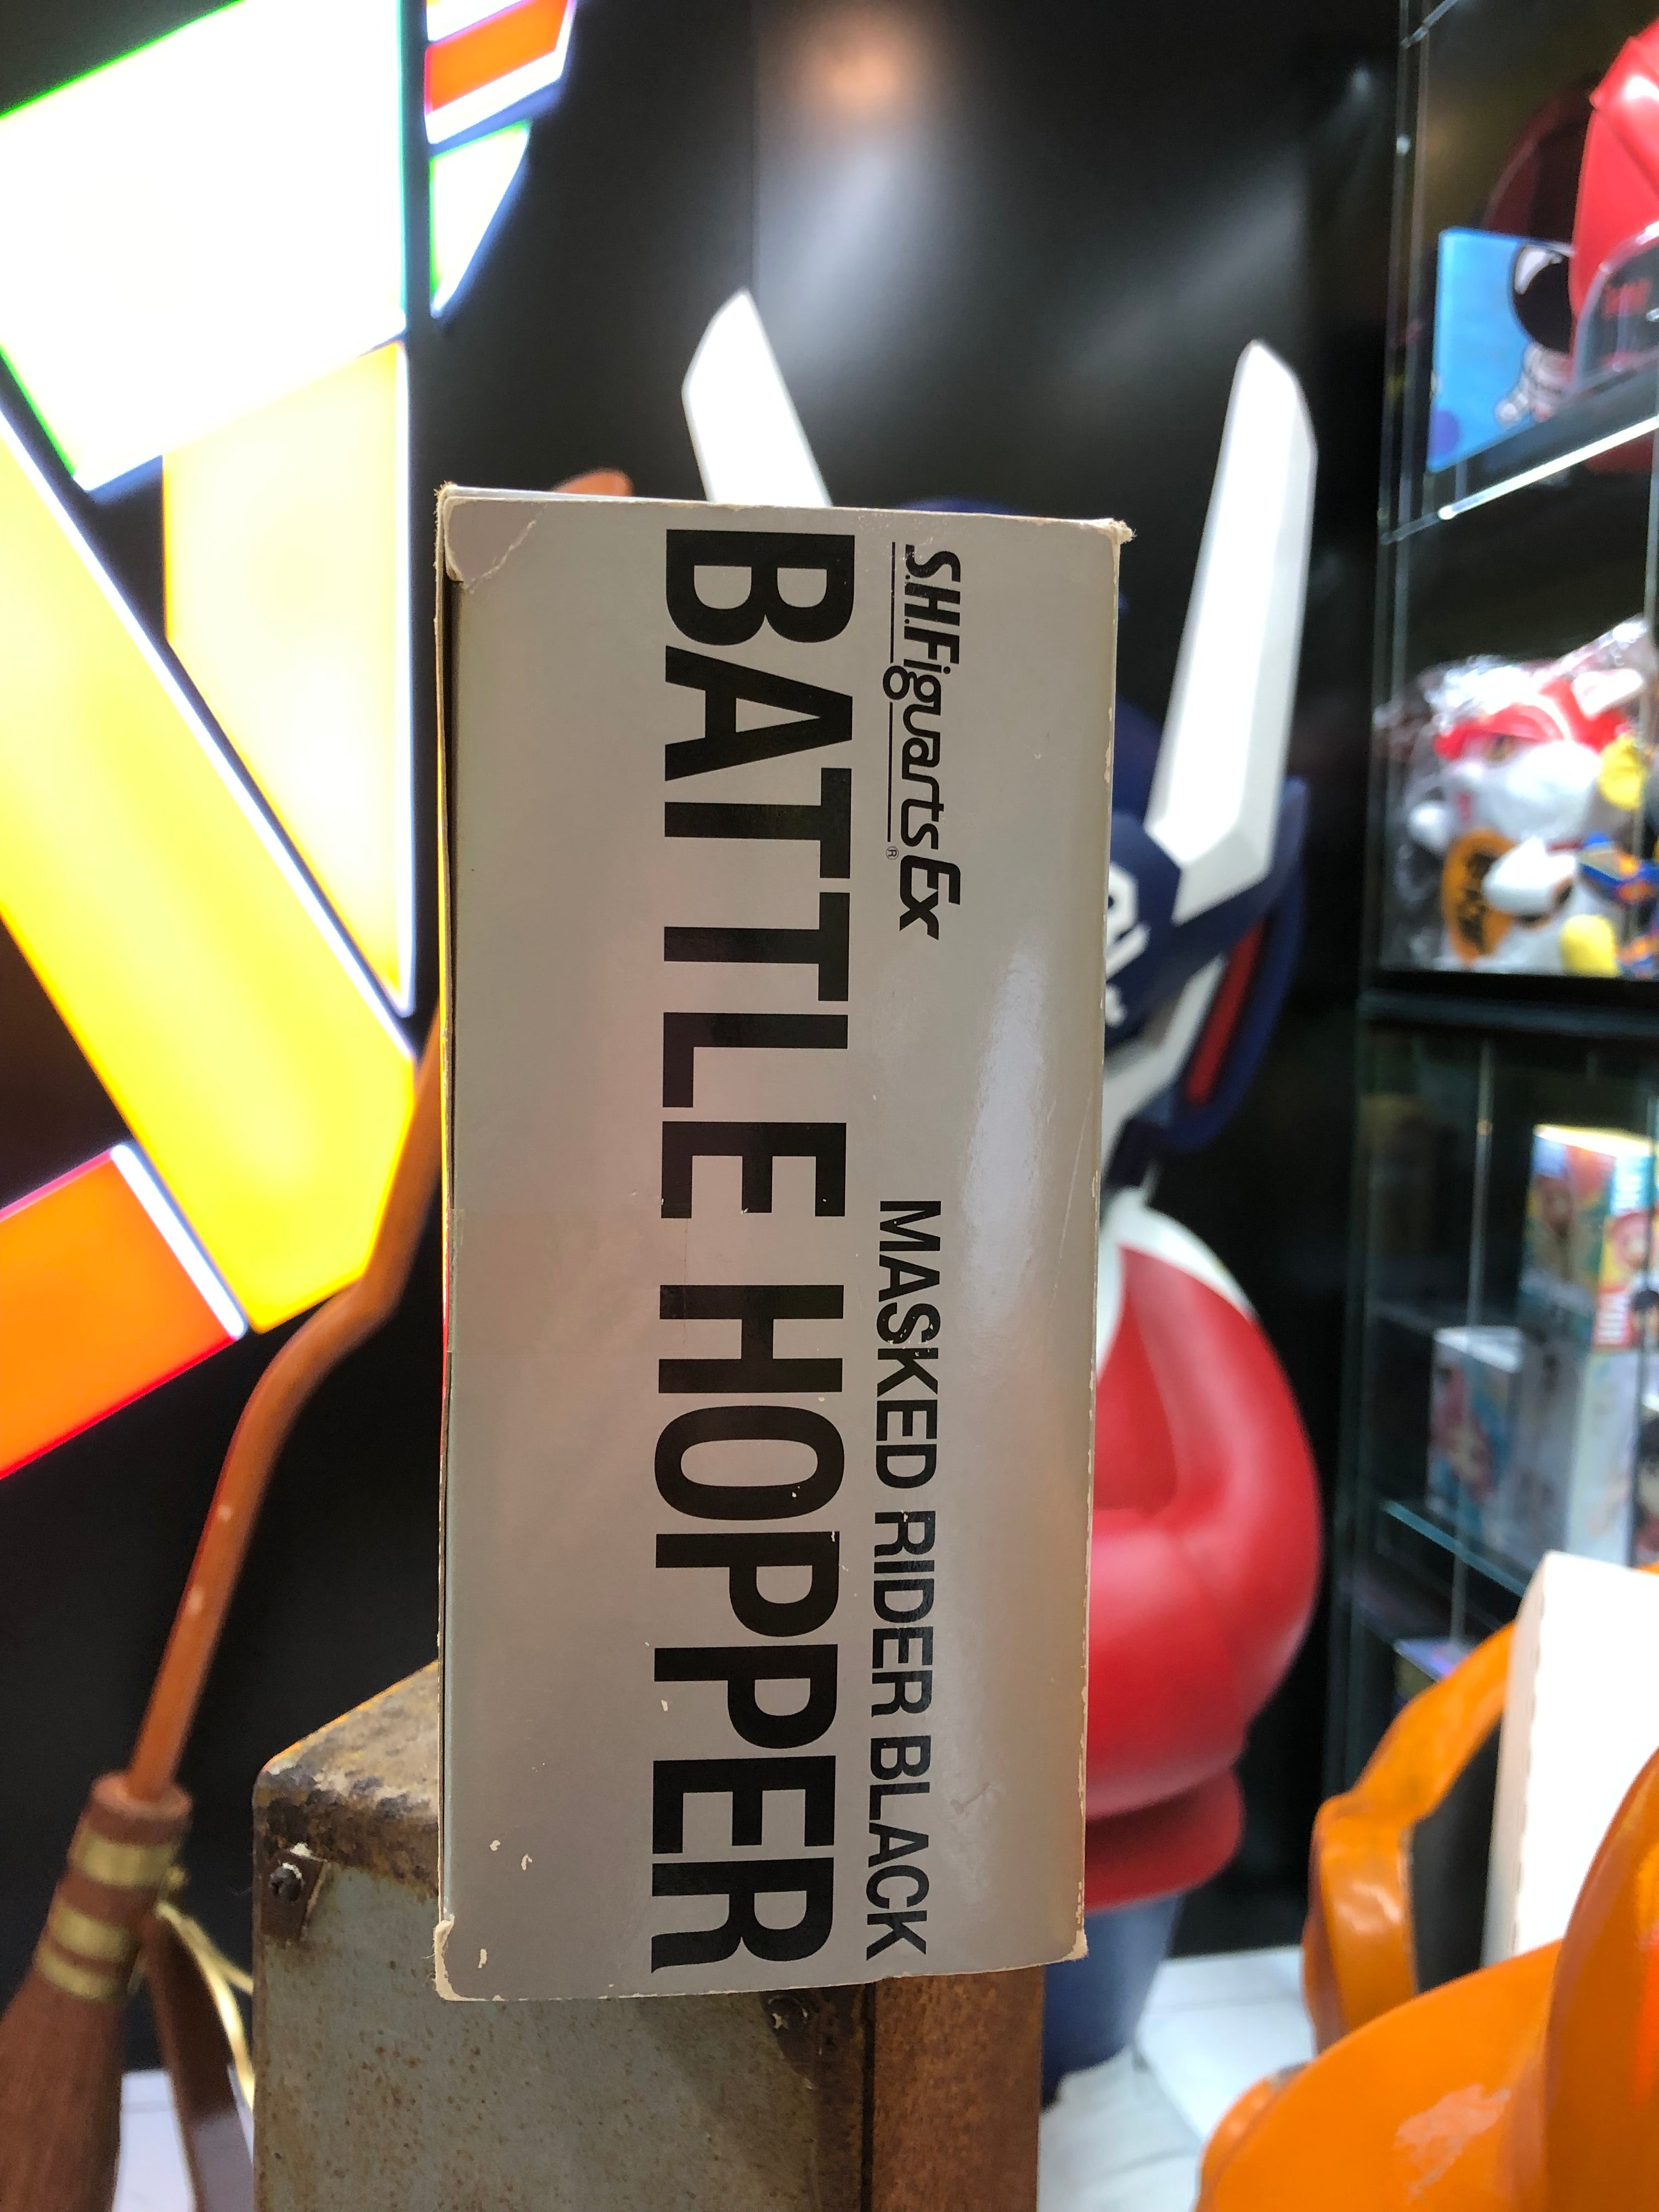 S.H.Figuarts® Ex MASKED RIDER BLACK
BATTLE HOPPER